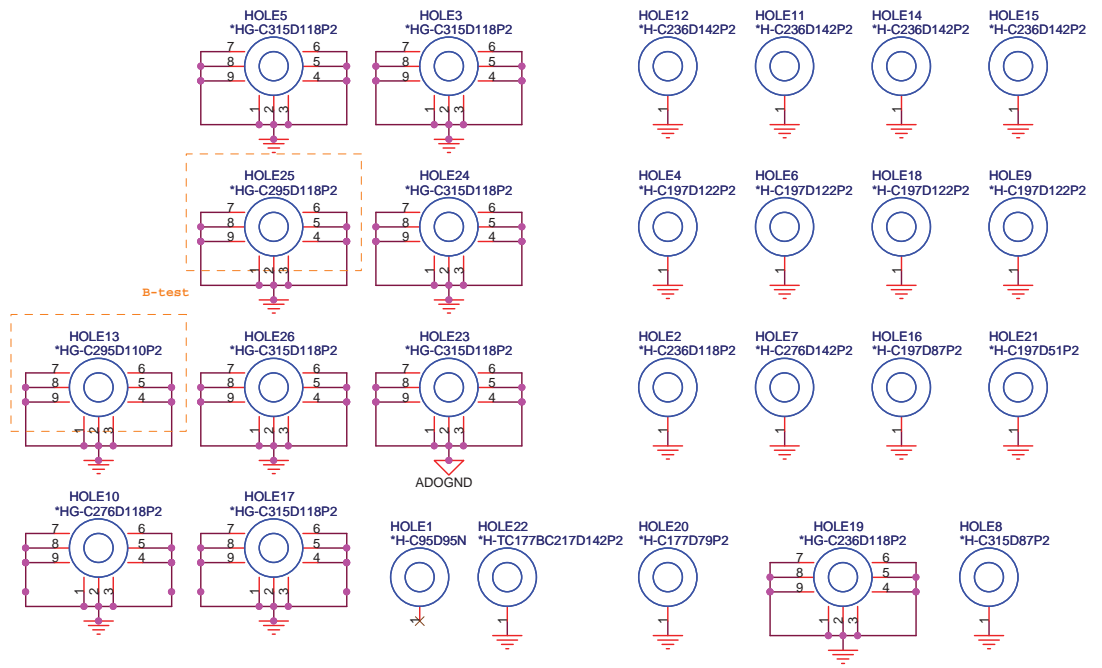 HOLE5
*HG-C315D118P2
7 6
8 5
9 4
1 2 3
HOLE3
*HG-C315D118P2
7 6
8 5
9 4
1 2 3
HOLE12
*H-C236D142P2
1
HOLE11
*H-C236D142P2
1
HOLE14
*H-C236D142P2
1
HOLE15
*H-C236D142P2
1
HOLE25
*HG-C295D118P2
7 6
8 5
9 4
1 2 3
HOLE24
*HG-C315D118P2
7 6
8 5
9 4
1 2 3
HOLE4
*H-C197D122P2
1
HOLE6
*H-C197D122P2
1
HOLE18
*H-C197D122P2
1
HOLE9
*H-C197D122P2
1
B-test
HOLE13
*HG-C295D110P2
7 6
8 5
9 4
1 2 3
HOLE26
*HG-C315D118P2
7 6
8 5
9 4
1 2 3
HOLE23
*HG-C315D118P2
7 6
8 5
9 4
1 2 3
ADOGND
HOLE2
*H-C236D118P2
1
HOLE7
*H-C276D142P2
1
HOLE16
*H-C197D87P2
1
HOLE21
*H-C197D51P2
1
HOLE10
*HG-C276D118P2
7 6
8 5
9 4
1 2 3
HOLE17
*HG-C315D118P2
7 6
8 5
9 4
1 2 3
HOLE1
*H-C95D95N
1
HOLE22
*H-TC177BC217D142P2
1
HOLE20
*H-C177D79P2
1
HOLE19
*HG-C236D118P2
7 6
8 5
9 4
1 2 3
HOLE8
*H-C315D87P2
1